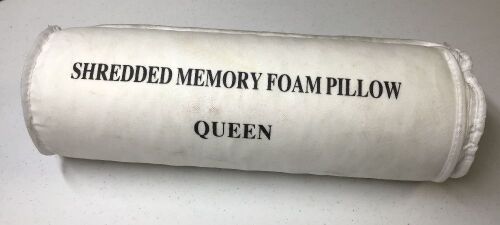 SHREDDED MEMORY FOAM PILLOW
QUEEN